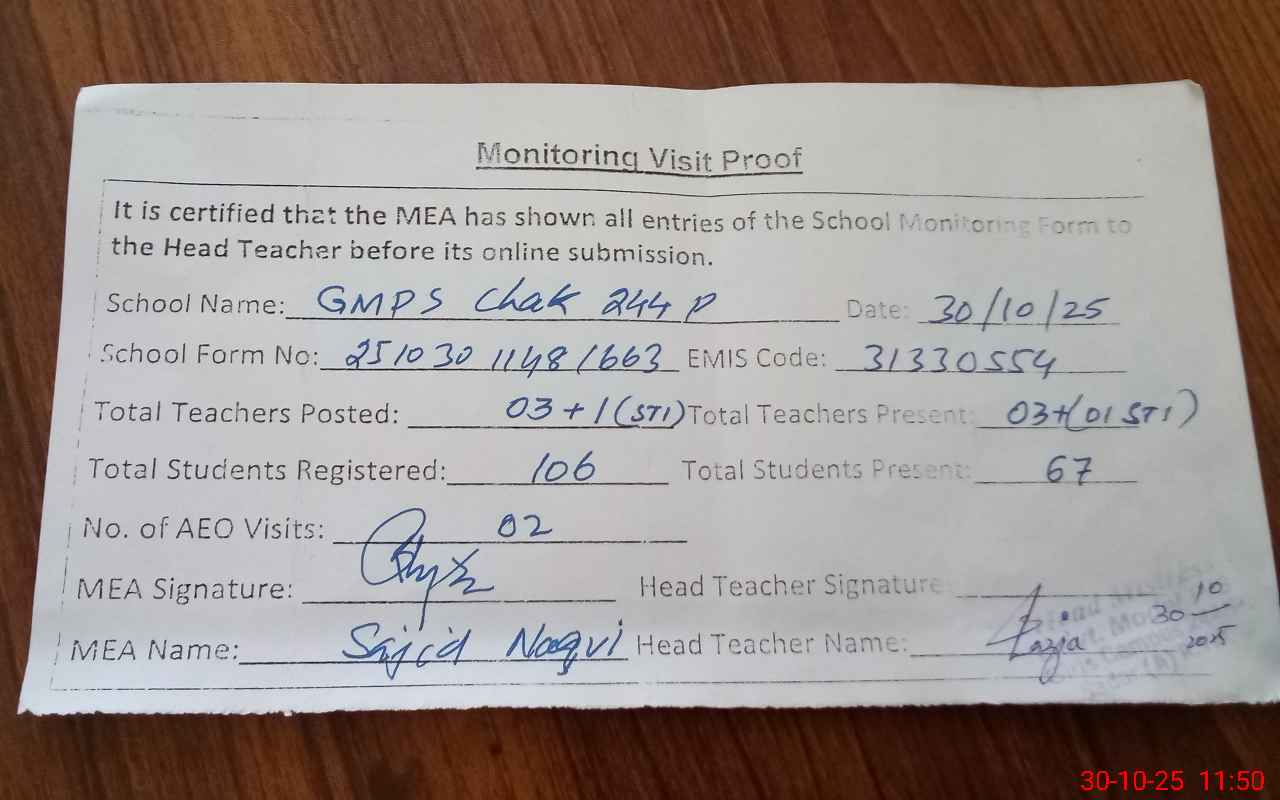 Monitoring Visit Proof
It is certified that the MEA has shown all entries of the School Monitoring Form to
the Head Teacher before its online submission.
School Name: GMPS Chak 244 P Date: 30/10/25
School Form No: 251030 1148 1663 EMIS Code: 31330554
Total Teachers Posted: 03 + 1 (STI) Total Teachers Present: 03+(01 STI)
Total Students Registered: 106 Total Students Present: 67
No. of AEO Visits: 02
MEA Signature: Head Teacher Signature 30 10
MEA Name: Sajid Naqvi Head Teacher Name: 2025
30-10-25 11:50